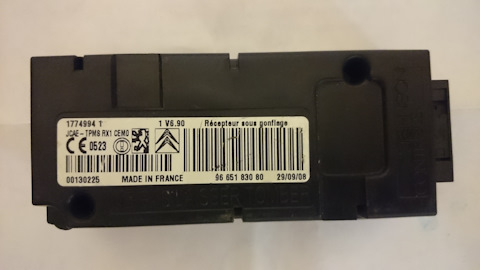 1774994 T 1 V6.90 Récepteur sous gonflage
JCAE-TPMS RX1 CEMO
CE 0523
00130225 MADE IN FRANCE 96 651 830 80 29/09/08